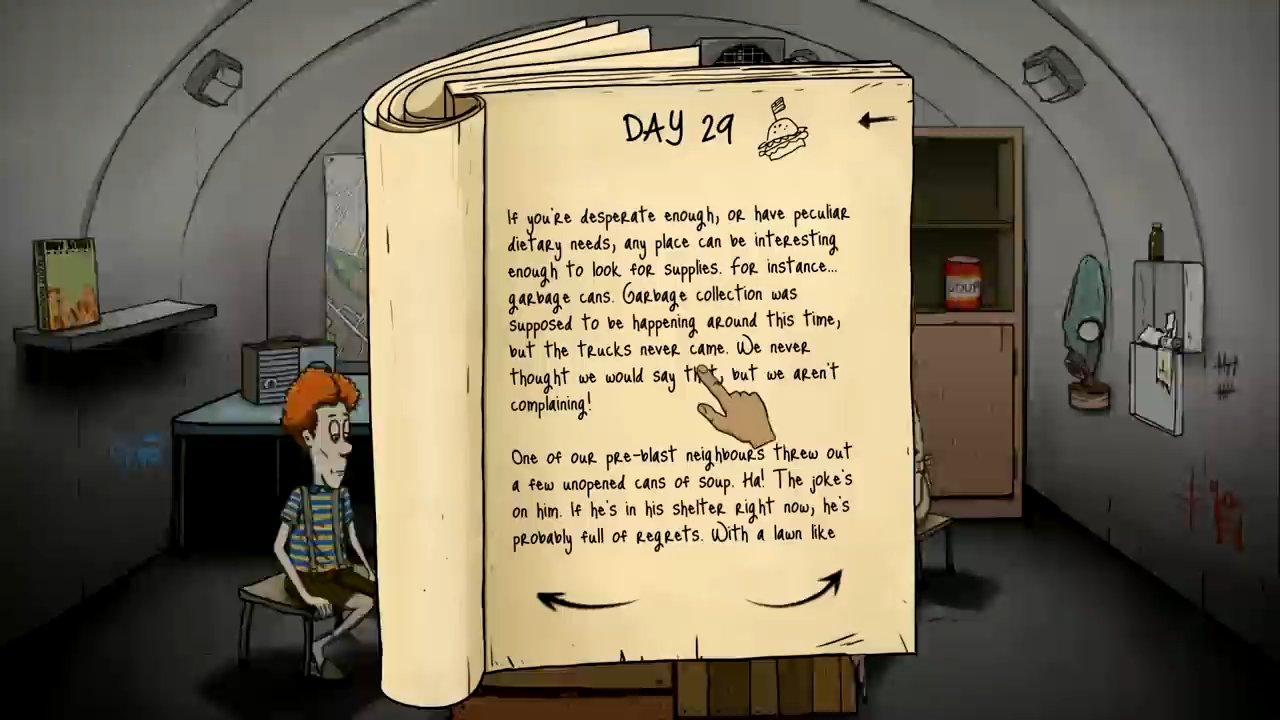 DAY 29
If you're desperate enough, or have peculiar
dietary needs, any place can be interesting
enough to look for supplies. For instance...
garbage cans. Garbage collection was
supposed to be happening around this time,
but the trucks never came. We never
thought we would say that, but we aren't
complaining!
One of our pre-blast neighbours threw out
a few unopened cans of soup. Ha! The joke's
on him. If he's in his shelter right now, he's
probably full of regrets. With a lawn like
SOUP